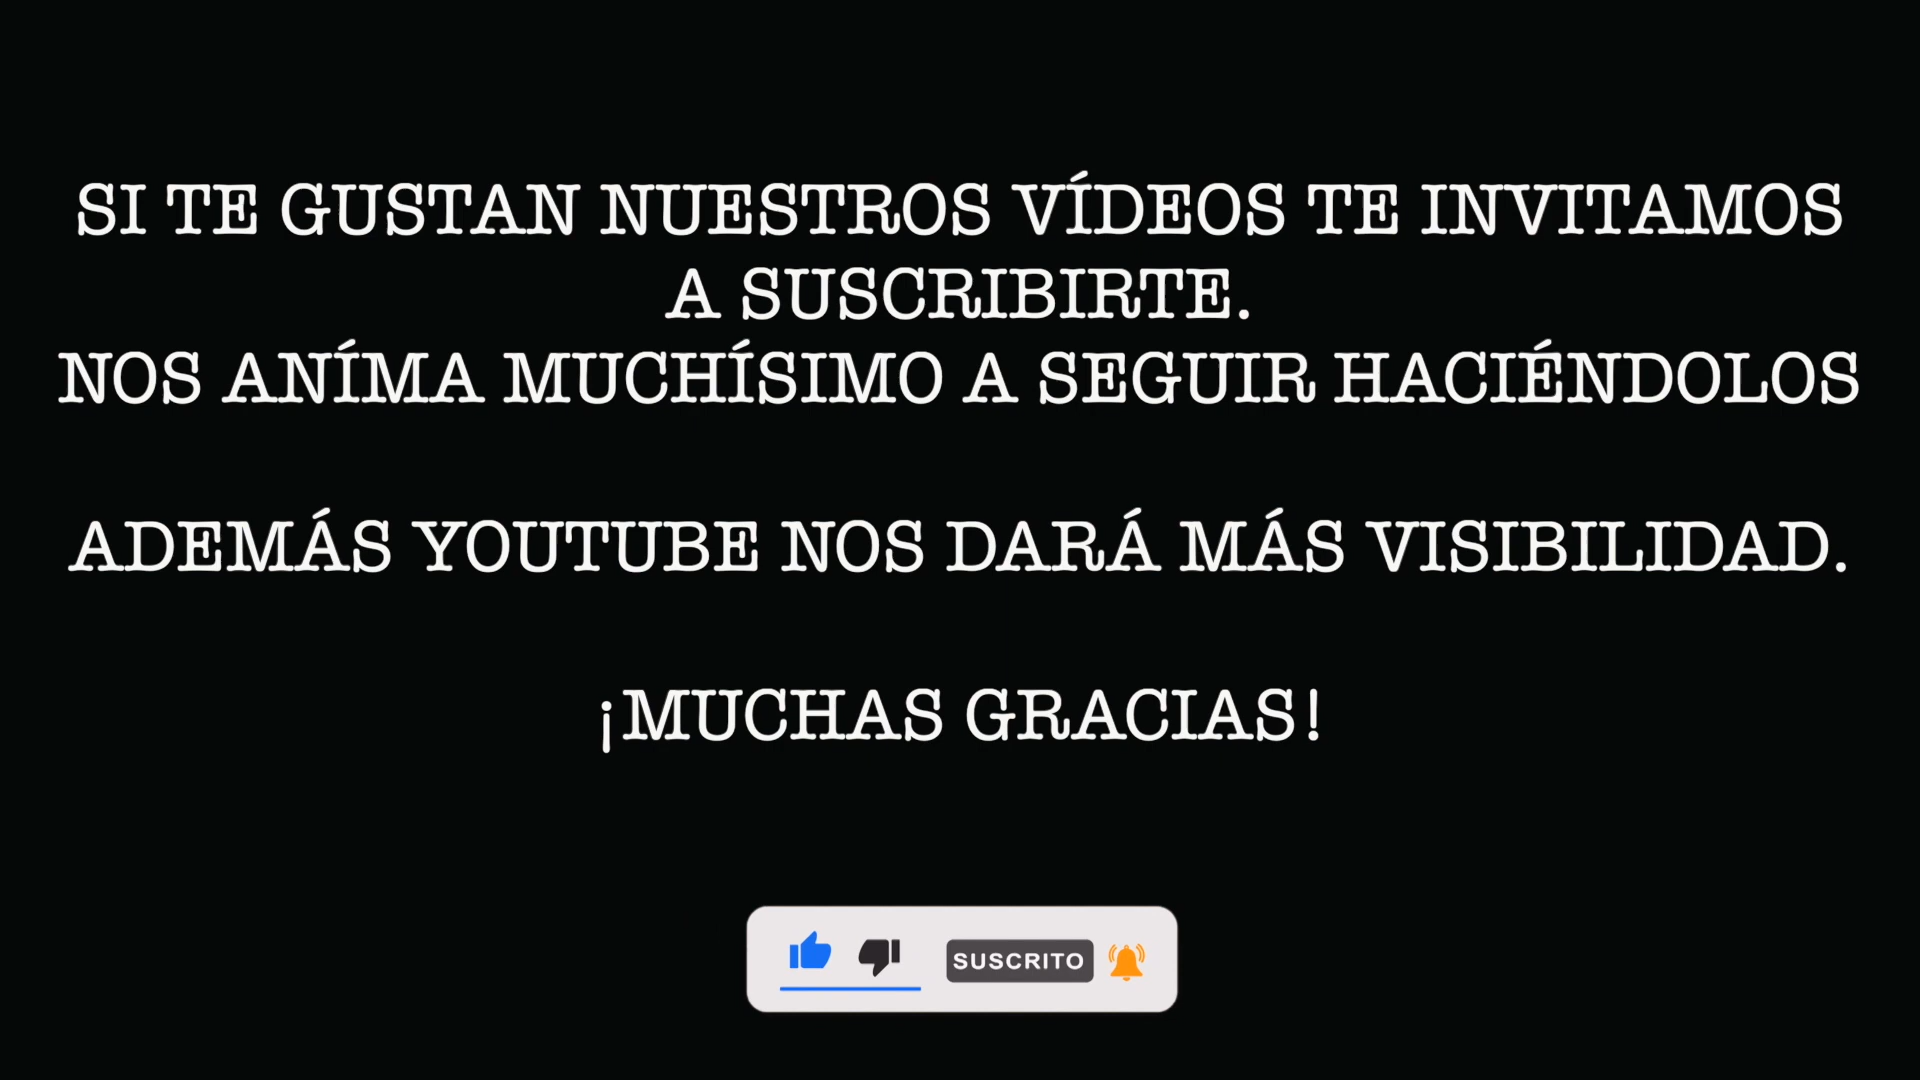 SI TE GUSTAN NUESTROS VÍDEOS TE INVITAMOS
A SUSCRIBIRTE.
NOS ANÍMA MUCHÍSIMO A SEGUIR HACIÉNDOLOS
ADEMÁS YOUTUBE NOS DARÁ MÁS VISIBILIDAD.
¡MUCHAS GRACIAS!
SUSCRITO